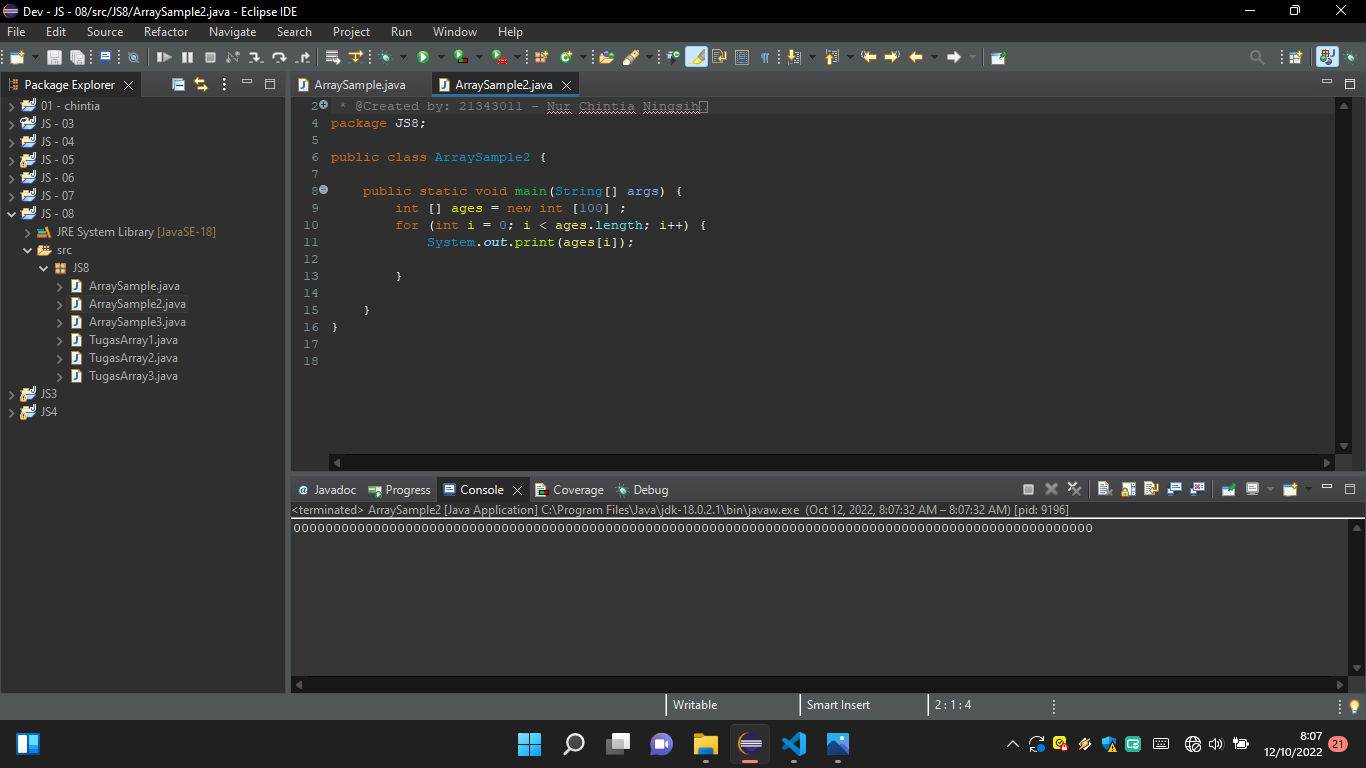 Dev - JS - 08/src/JS8/ArraySample2.java - Eclipse IDE
File Edit Source Refactor Navigate Search Project Run Window Help
Package Explorer
ArraySample.java
ArraySample2.java
01 - chintia
JS - 03
JS - 04
JS - 05
JS - 06
JS - 07
JS - 08
JRE System Library [JavaSE-18]
src
JS8
ArraySample.java
ArraySample2.java
ArraySample3.java
TugasArray1.java
TugasArray2.java
TugasArray3.java
JS3
JS4
2 * @Created by: 21343011 - Nur Chintia Ningsih
4 package JS8;
5
6 public class ArraySample2 {
7
8 public static void main(String[] args) {
9 int [] ages = new int [100] ;
10 for (int i = 0; i < ages.length; i++) {
11 System.out.print(ages[i]);
12
13 }
14
15 }
16 }
17
18
Javadoc Progress Console Coverage Debug
<terminated> ArraySample2 [Java Application] C:\Program Files\Java\jdk-18.0.2.1\bin\javaw.exe (Oct 12, 2022, 8:07:32 AM – 8:07:32 AM) [pid: 9196]
0000000000000000000000000000000000000000000000000000000000000000000000000000000000000000000000000000
Writable
Smart Insert
2 : 1 : 4
8:07
12/10/2022
21